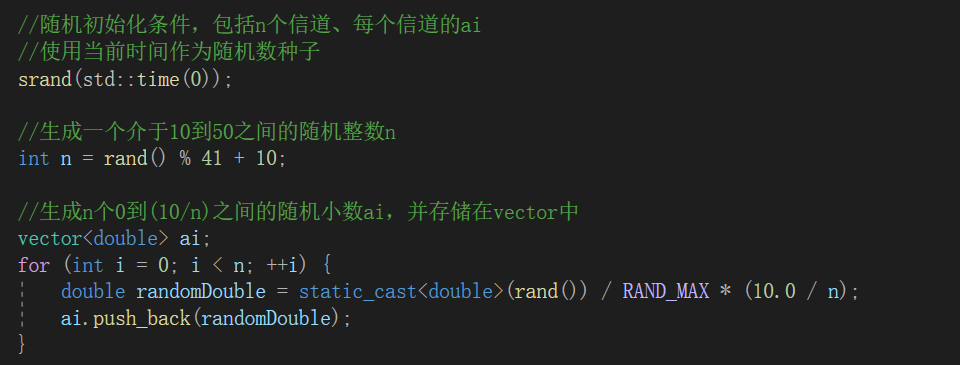 //随机初始化条件，包括n个信道、每个信道的ai
//使用当前时间作为随机数种子
srand(std::time(0));
//生成一个介于10到50之间的随机整数n
int n = rand() % 41 + 10;
//生成n个0到(10/n)之间的随机小数ai，并存储在vector中
vector<double> ai;
for (int i = 0; i < n; ++i) {
    double randomDouble = static_cast<double>(rand()) / RAND_MAX * (10.0 / n);
    ai.push_back(randomDouble);
}